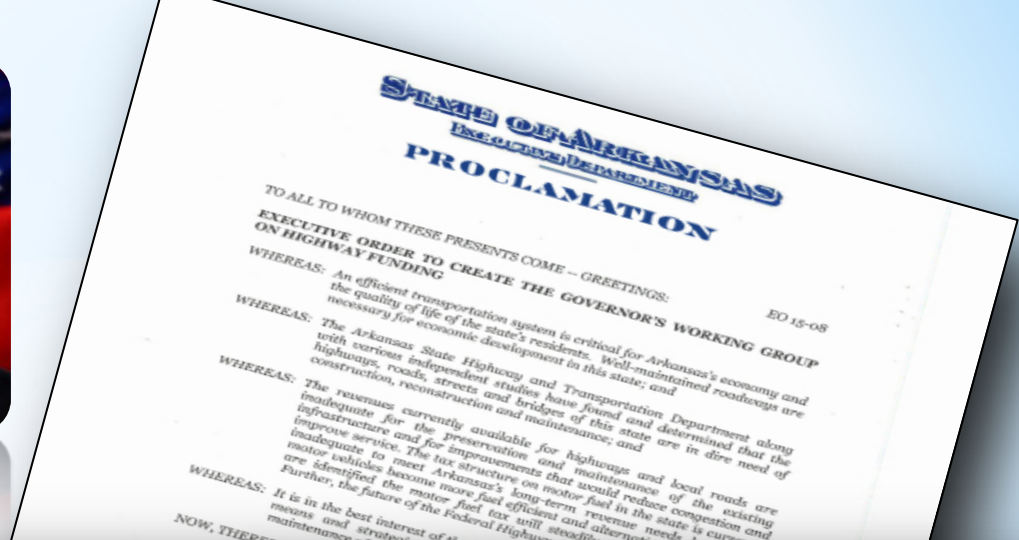 STATE OF ARKANSAS
EXECUTIVE DEPARTMENT
PROCLAMATION
TO ALL TO WHOM THESE PRESENTS COME – GREETINGS:
EO 15-08
EXECUTIVE ORDER TO CREATE THE GOVERNOR'S WORKING GROUP
ON HIGHWAY FUNDING
WHEREAS: An efficient transportation system is critical for Arkansas's economy and
the quality of life of the state's residents. Well-maintained roadways are
necessary for economic development in this state; and
WHEREAS: The Arkansas State Highway and Transportation Department along
with various independent studies have found and determined that the
highways, roads, streets and bridges of this state are in dire need of
construction, reconstruction and maintenance; and
WHEREAS: The revenues currently available for highways and local roads are
inadequate for the preservation and maintenance of the existing
infrastructure and for improvements that would reduce congestion and
improve service. The tax structure on motor fuel in the state is
inadequate to meet Arkansas's long-term revenue needs.
motor vehicles become more fuel efficient and
are identified the motor fuel tax will
Further, the future of the Federal
WHEREAS: It is in the best interest of
means and
maintenance
NOW,